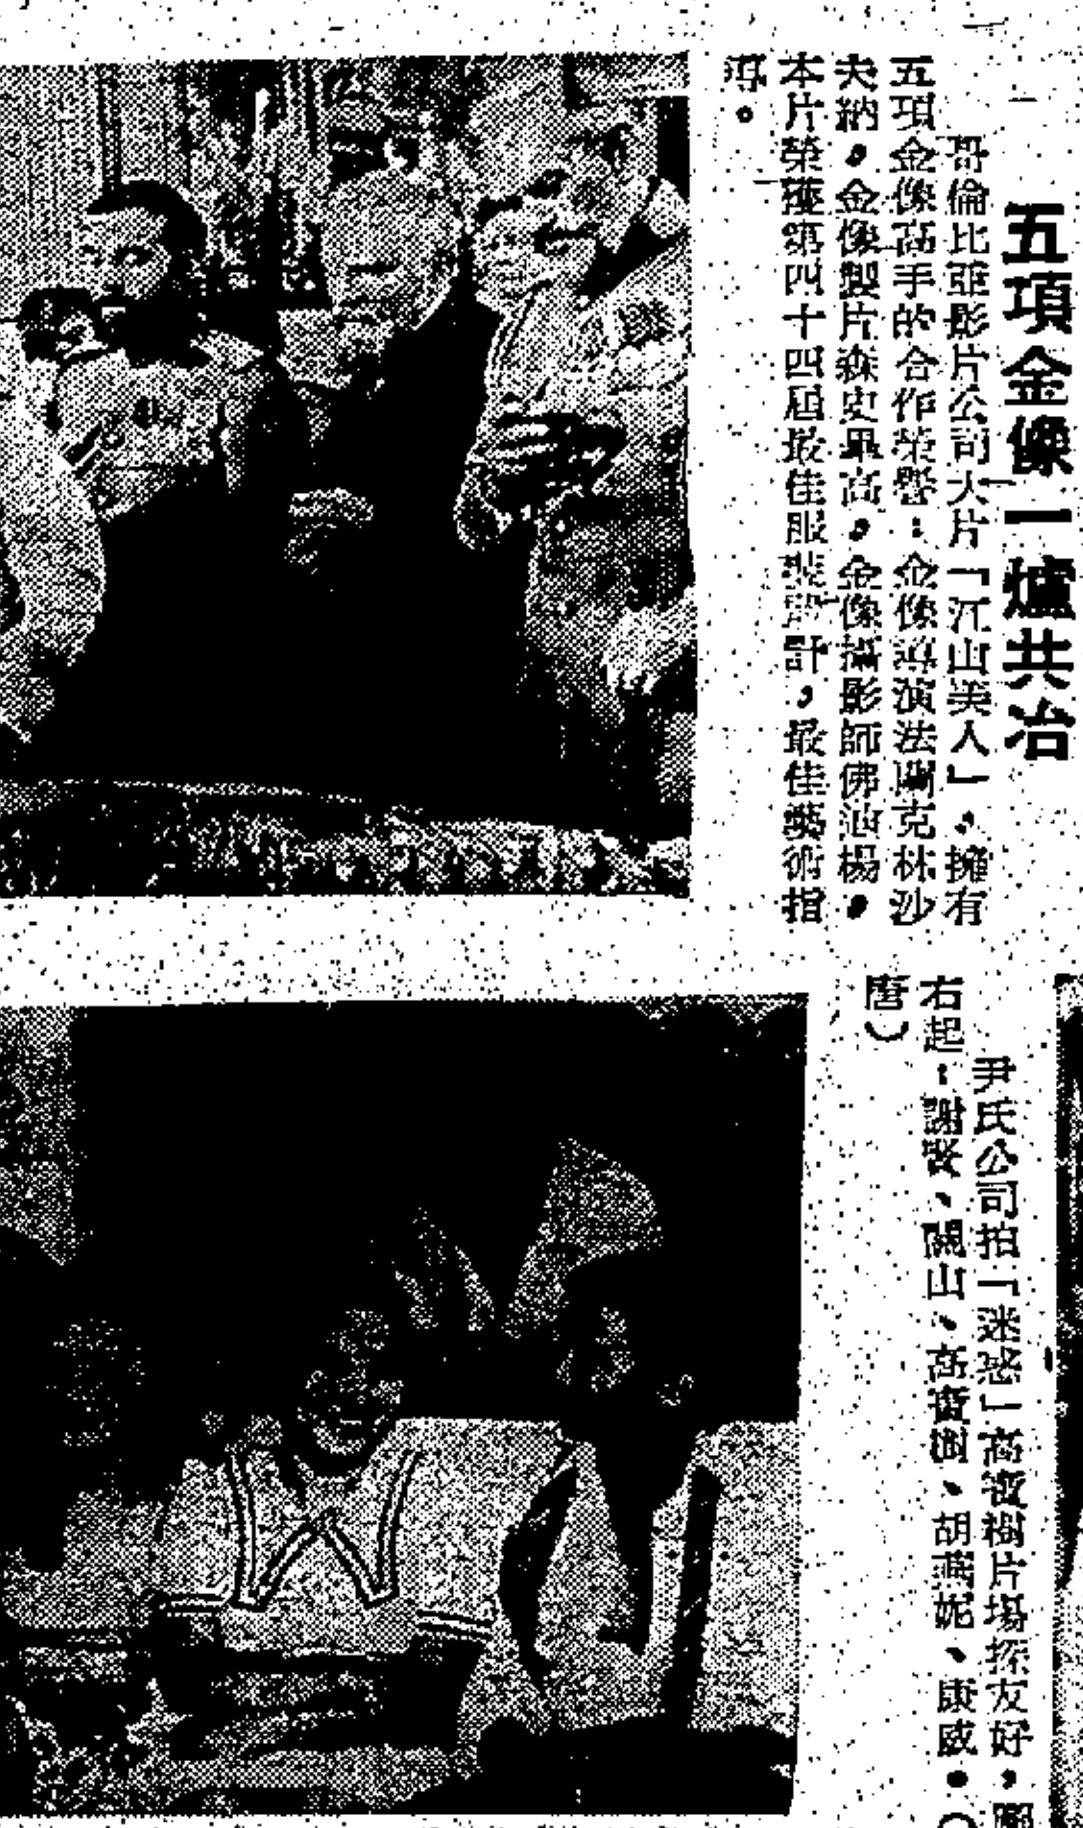 五項金像一爐共冶
哥倫比亞影片公司大片「江山美人」，擁有
五項金像高手的合作榮譽：金像導演法蘭克林沙
夫納，金像製片森史畢高，金像攝影師佛油楊。
本片榮獲第四十四屆最佳服裝設計，最佳藝術指
導。
尹氏公司拍「迷惑」高寶樹片場探友好，圖
右起：謝賢、關山、高寶樹、胡燕妮、康威。（
唐）